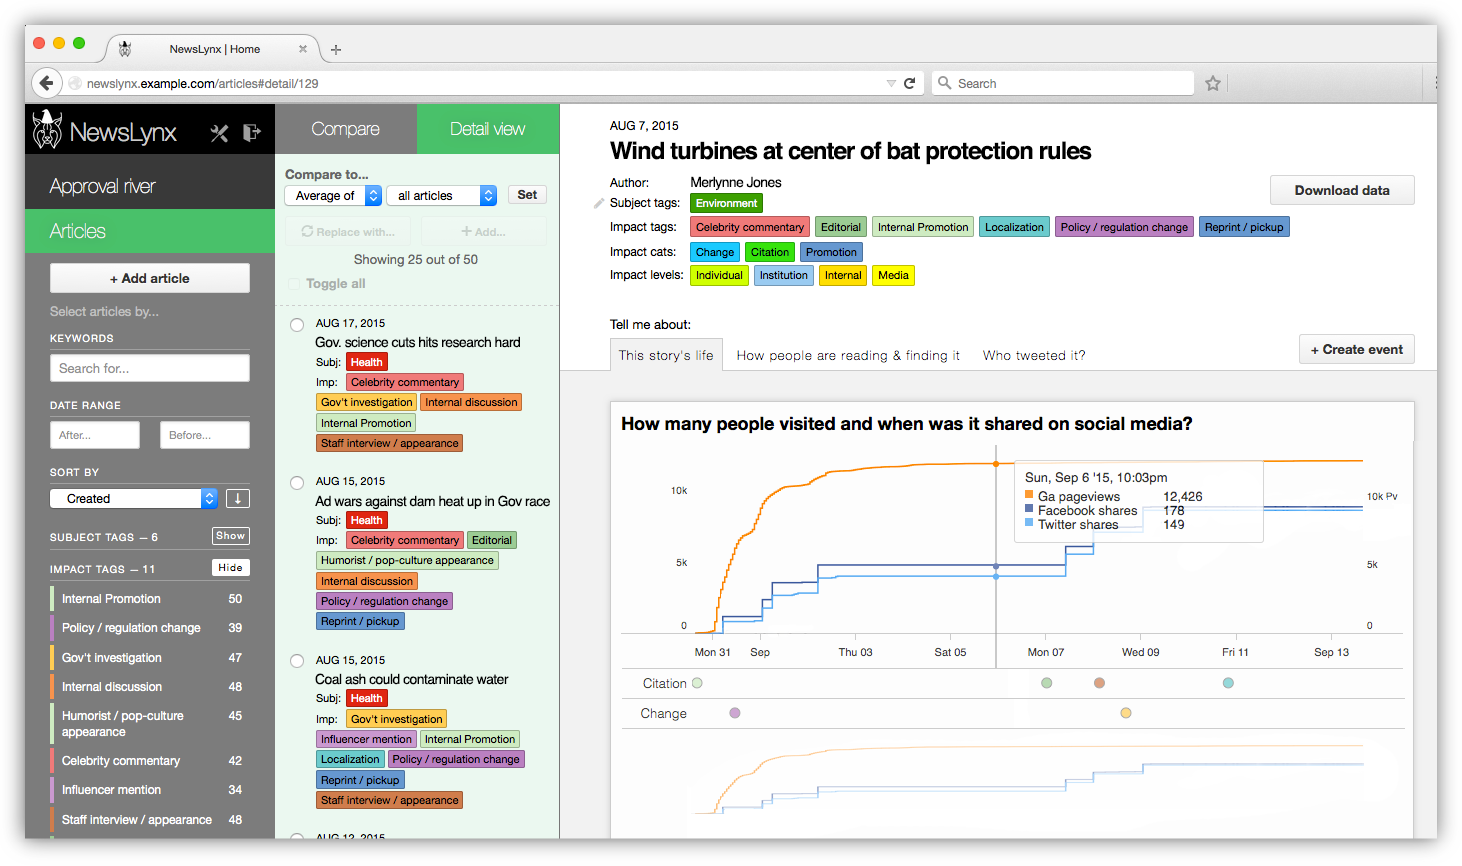 NewsLynx | Home
newslynx.example.com/articles#detail/129
Search
NewsLynx
Approval river
Articles
+ Add article
Select articles by...
KEYWORDS
Search for...
DATE RANGE
After... Before...
SORT BY
Created
SUBJECT TAGS – 6 Show
IMPACT TAGS – 11 Hide
Internal Promotion 50
Policy / regulation change 39
Gov't investigation 47
Internal discussion 48
Humorist / pop-culture
appearance 45
Celebrity commentary 42
Influencer mention 34
Staff interview / appearance 48
Compare Detail view
Compare to...
Average of all articles Set
Replace with... + Add...
Showing 25 out of 50
Toggle all
AUG 17, 2015
Gov. science cuts hits research hard
Subj: Health
Imp: Celebrity commentary
Gov't investigation Internal discussion
Internal Promotion
Staff interview / appearance
AUG 15, 2015
Ad wars against dam heat up in Gov race
Subj: Health
Imp: Celebrity commentary Editorial
Humorist / pop-culture appearance
Internal discussion
Policy / regulation change
Reprint / pickup
AUG 15, 2015
Coal ash could contaminate water
Subj: Health
Imp: Gov't investigation
Influencer mention Internal Promotion
Localization Policy / regulation change
Reprint / pickup
Staff interview / appearance
AUG 12, 2015
AUG 7, 2015
Wind turbines at center of bat protection rules
Author: Merlynne Jones
Download data
Subject tags: Environment
Impact tags: Celebrity commentary Editorial Internal Promotion Localization Policy / regulation change Reprint / pickup
Impact cats: Change Citation Promotion
Impact levels: Individual Institution Internal Media
Tell me about:
This story's life How people are reading & finding it Who tweeted it?
+ Create event
How many people visited and when was it shared on social media?
Sun, Sep 6 '15, 10:03pm
Ga pageviews 12,426
Facebook shares 178
Twitter shares 149
10k 10k Pv
5k 5k
0 0
Mon 31 Sep Thu 03 Sat 05 Mon 07 Wed 09 Fri 11 Sep 13
Citation
Change